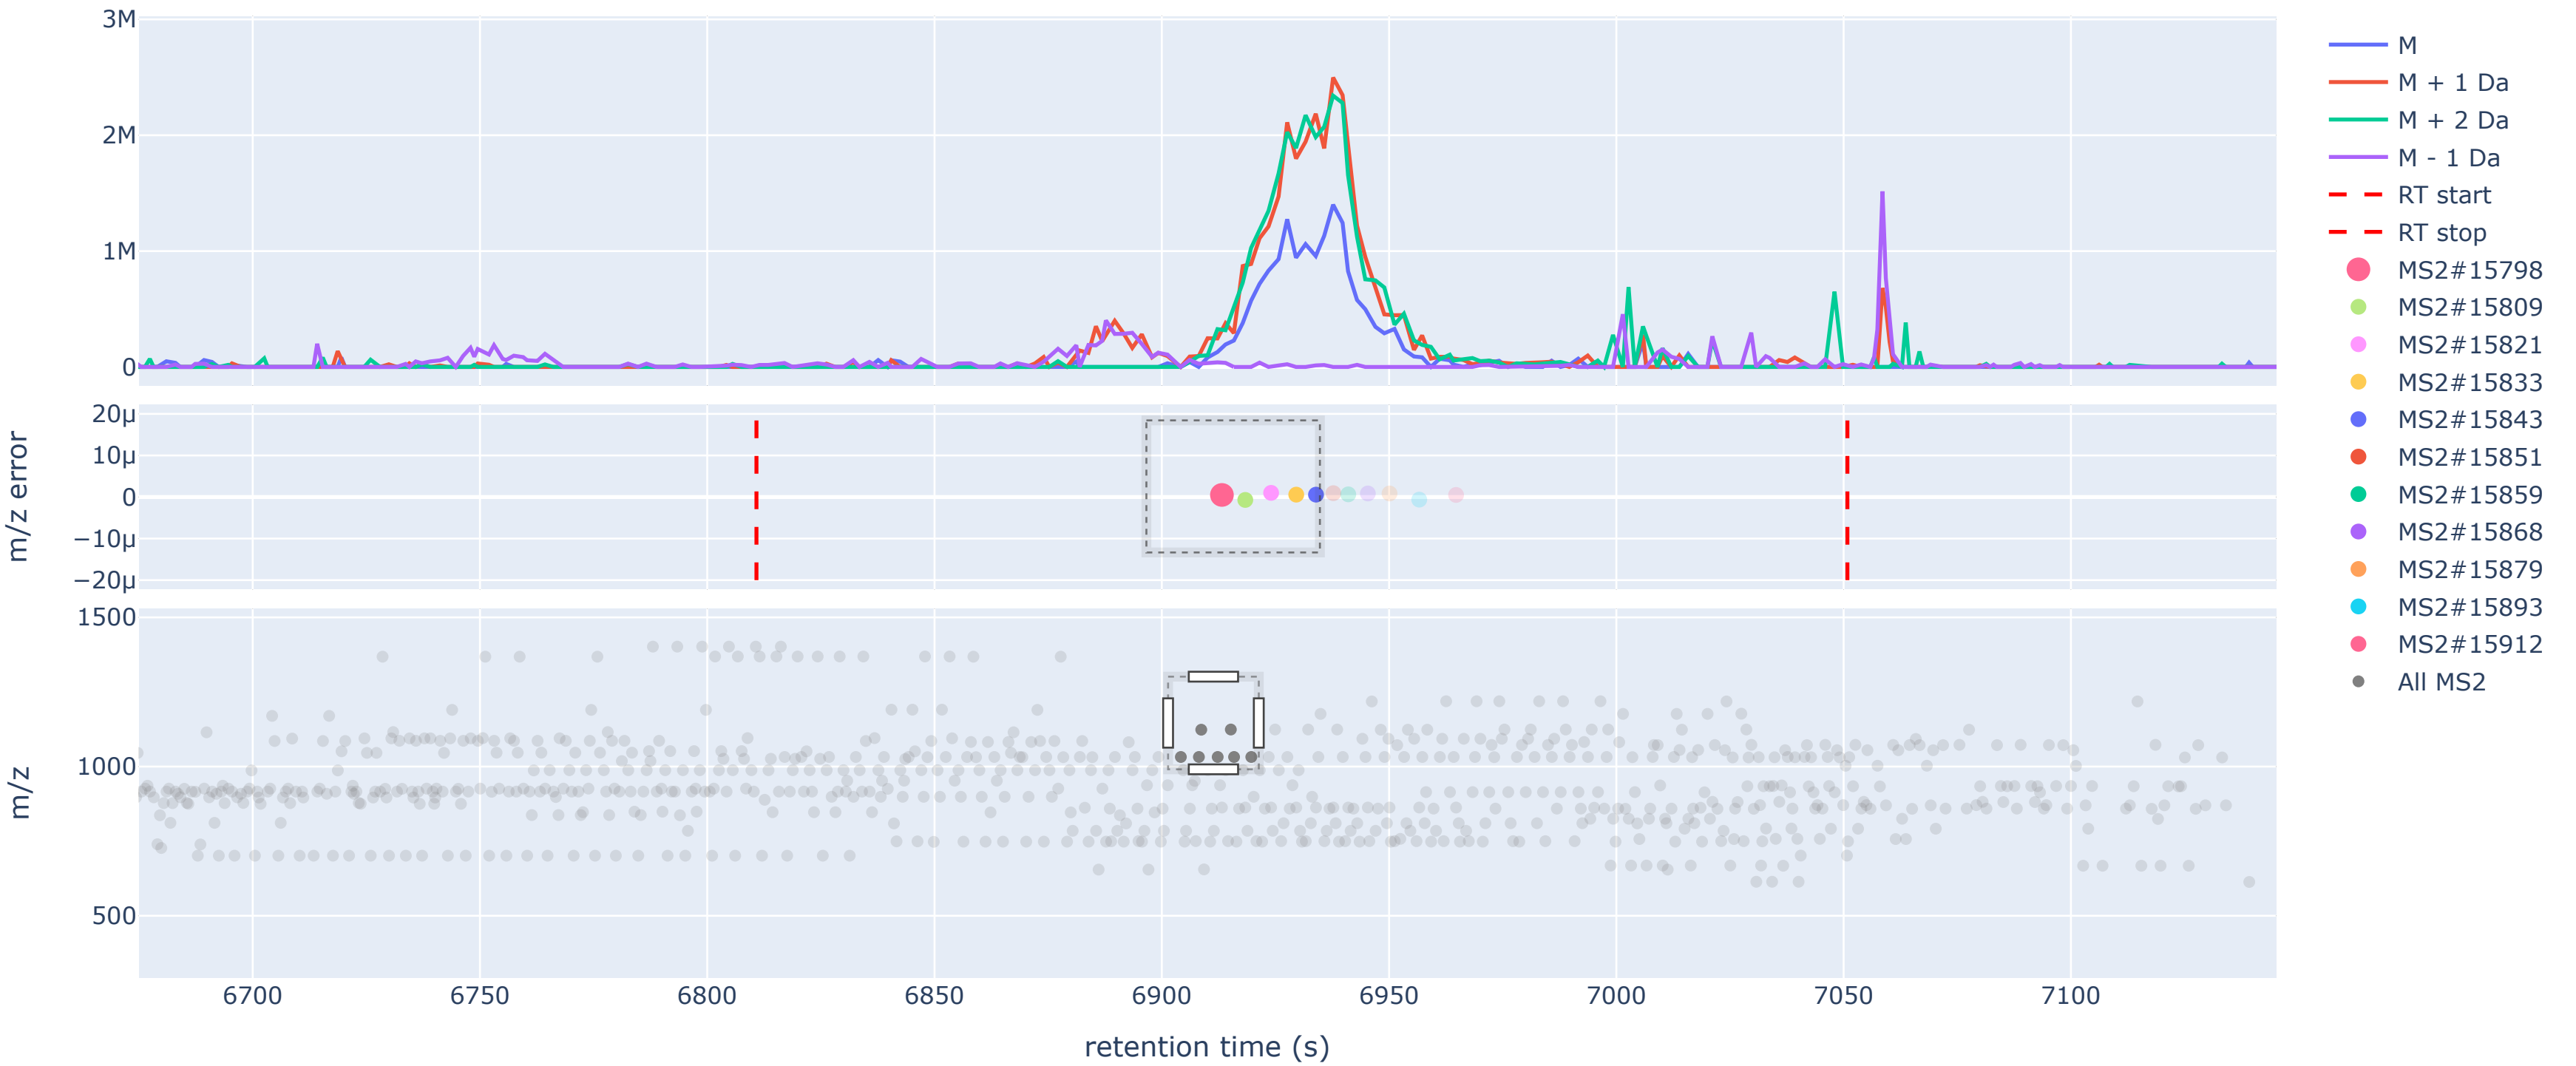 3M
2M
1M
0
M
M + 1 Da
M + 2 Da
M - 1 Da
RT start
RT stop
MS2#15798
MS2#15809
MS2#15821
MS2#15833
MS2#15843
MS2#15851
MS2#15859
MS2#15868
MS2#15879
MS2#15893
MS2#15912
All MS2
m/z error
20μ
10μ
0
−10μ
−20μ
m/z
1500
1000
500
6700 6750 6800 6850 6900 6950 7000 7050 7100
retention time (s)